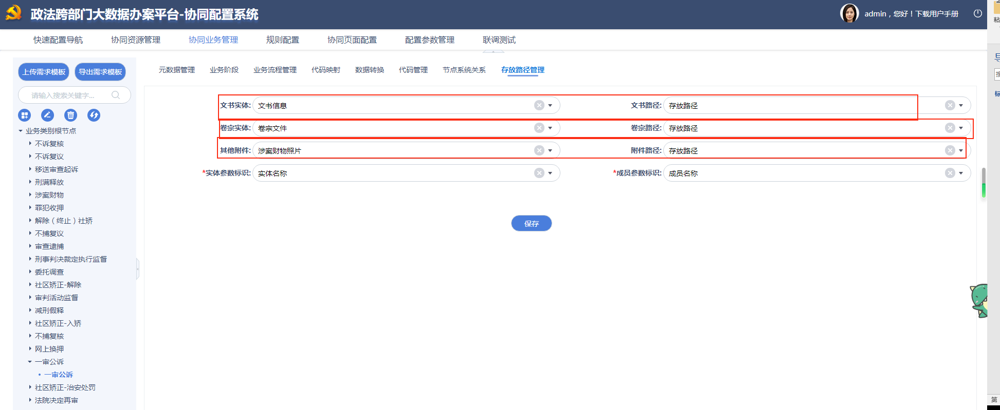 政法跨部门大数据办案平台-协同配置系统
admin，您好！下载用户手册
快速配置导航 协同资源管理 协同业务管理 规则配置 协同页面配置 配置参数管理 联调测试
上传需求模板 导出需求模板
请输入搜索关键字...
业务类别根节点
不诉复核
不诉复议
移送审查起诉
刑满释放
涉案财物
罪犯收押
解除（终止）社矫
不捕复议
审查逮捕
刑事判决裁定执行监督
委托调查
社区矫正-解除
审判活动监督
减刑假释
社区矫正-入矫
不捕复核
网上换押
一审公诉
一审公诉
社区矫正-治安处罚
法院决定再审
元数据管理 业务阶段 业务流程管理 代码映射 数据转换 代码管理 节点系统关系 存放路径管理
文书实体: 文书信息 文书路径: 存放路径
卷宗实体: 卷宗文件 卷宗路径: 存放路径
其他附件: 涉案财物照片 附件路径: 存放路径
*实体参数标识: 实体名称 *成员参数标识: 成员名称
保存
第